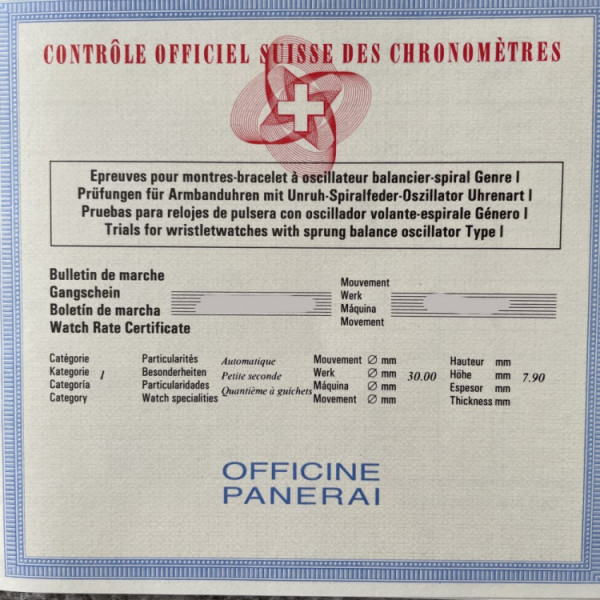 CONTRÔLE OFFICIEL SUISSE DES CHRONOMÈTRES
Epreuves pour montres-bracelet à oscillateur balancier-spiral Genre I
Prüfungen für Armbanduhren mit Unruh-Spiralfeder-Oszillator Uhrenart I
Pruebas para relojes de pulsera con oscillador volante-espirale Género I
Trials for wristletwatches with sprung balance oscillator Type I
Bulletin de marche
Gangschein
Boletín de marcha
Watch Rate Certificate
Mouvement
Werk
Máquina
Movement
Catégorie
Kategorie 1
Categoría
Category
Particularités
Besonderheiten
Particularidades
Watch specialities
Automatique
Petite seconde
Quantième à guichets
Mouvement ∅ mm
Werk ∅ mm 30.00
Máquina ∅ mm
Movement ∅ mm
Hauteur mm
Höhe mm 7.90
Espesor mm
Thickness mm
OFFICINE
PANERAI